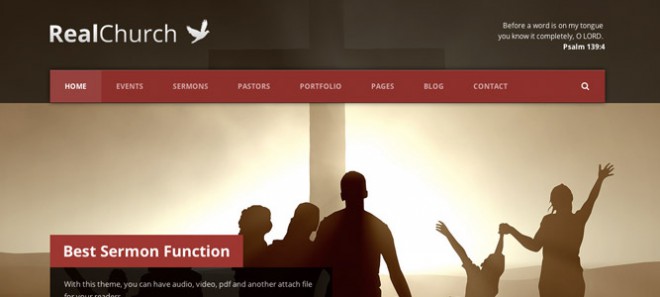 RealChurch
Before a word is on my tongue
you know it completely, O LORD.
Psalm 139:4
HOME EVENTS SERMONS PASTORS PORTFOLIO PAGES BLOG CONTACT
Best Sermon Function
With this theme, you can have audio, video, pdf and another attach file
for your readers